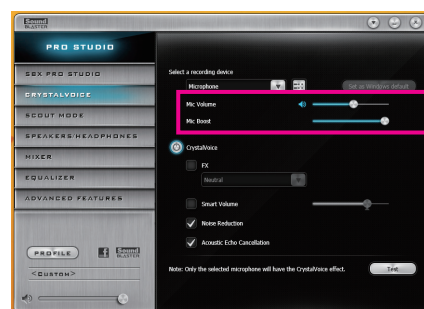 Sound
BLASTER
PRO STUDIO
SBX PRO STUDIO
CRYSTALVOICE
SCOUT MODE
SPEAKERS/HEADPHONES
MIXER
EQUALIZER
ADVANCED FEATURES
PROFILE
f
Sound
BLASTER
<Custom>
Select a recording device
Microphone
Set as Windows default
Mic Volume
Mic Boost
CrystalVoice
FX
Neutral
Smart Volume
Noise Reduction
Acoustic Echo Cancellation
Note: Only the selected microphone will have the CrystalVoice effect.
Test